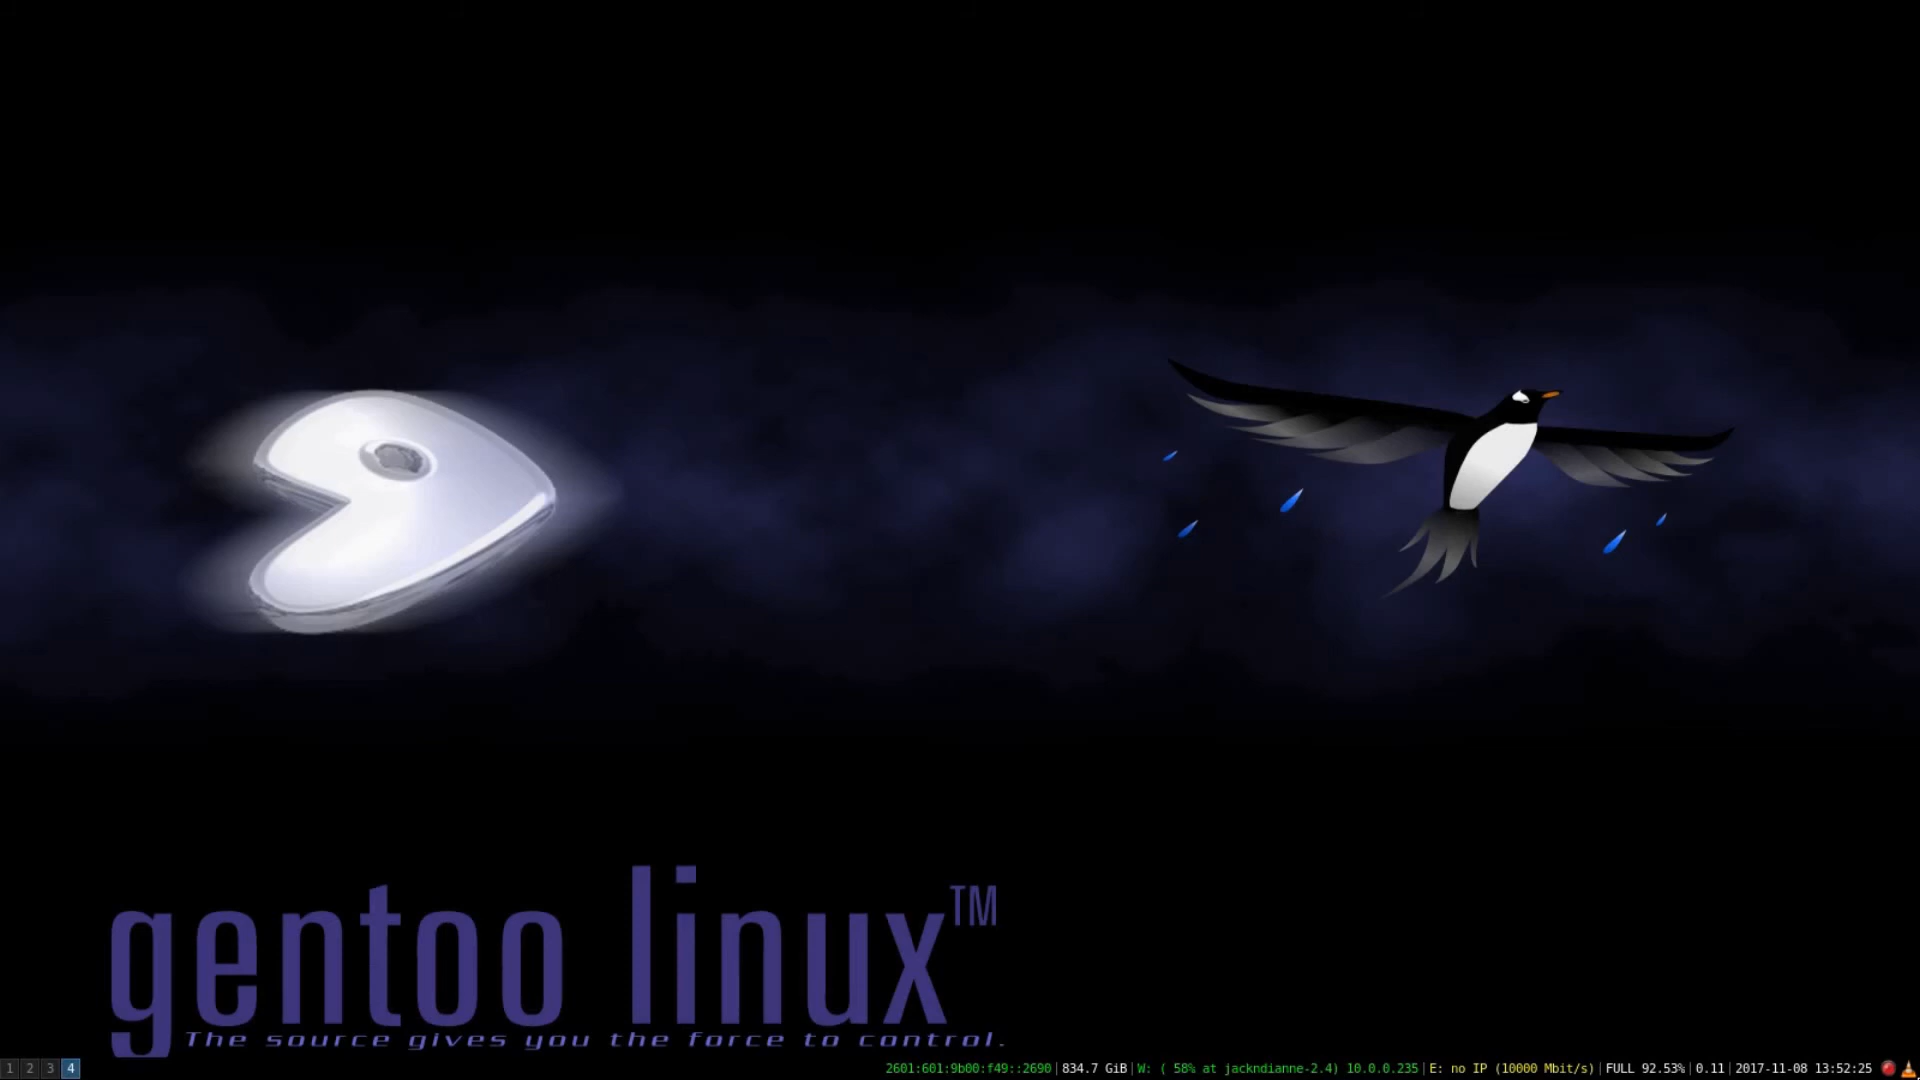 gentoo linux™
The source gives you the force to control.
1 2 3 4 2601:601:9b00:f49::2690|834.7 GiB|W: ( 58% at jackndianne-2.4) 10.0.0.235|E: no IP (10000 Mbit/s)|FULL 92.53%|0.11|2017-11-08 13:52:25